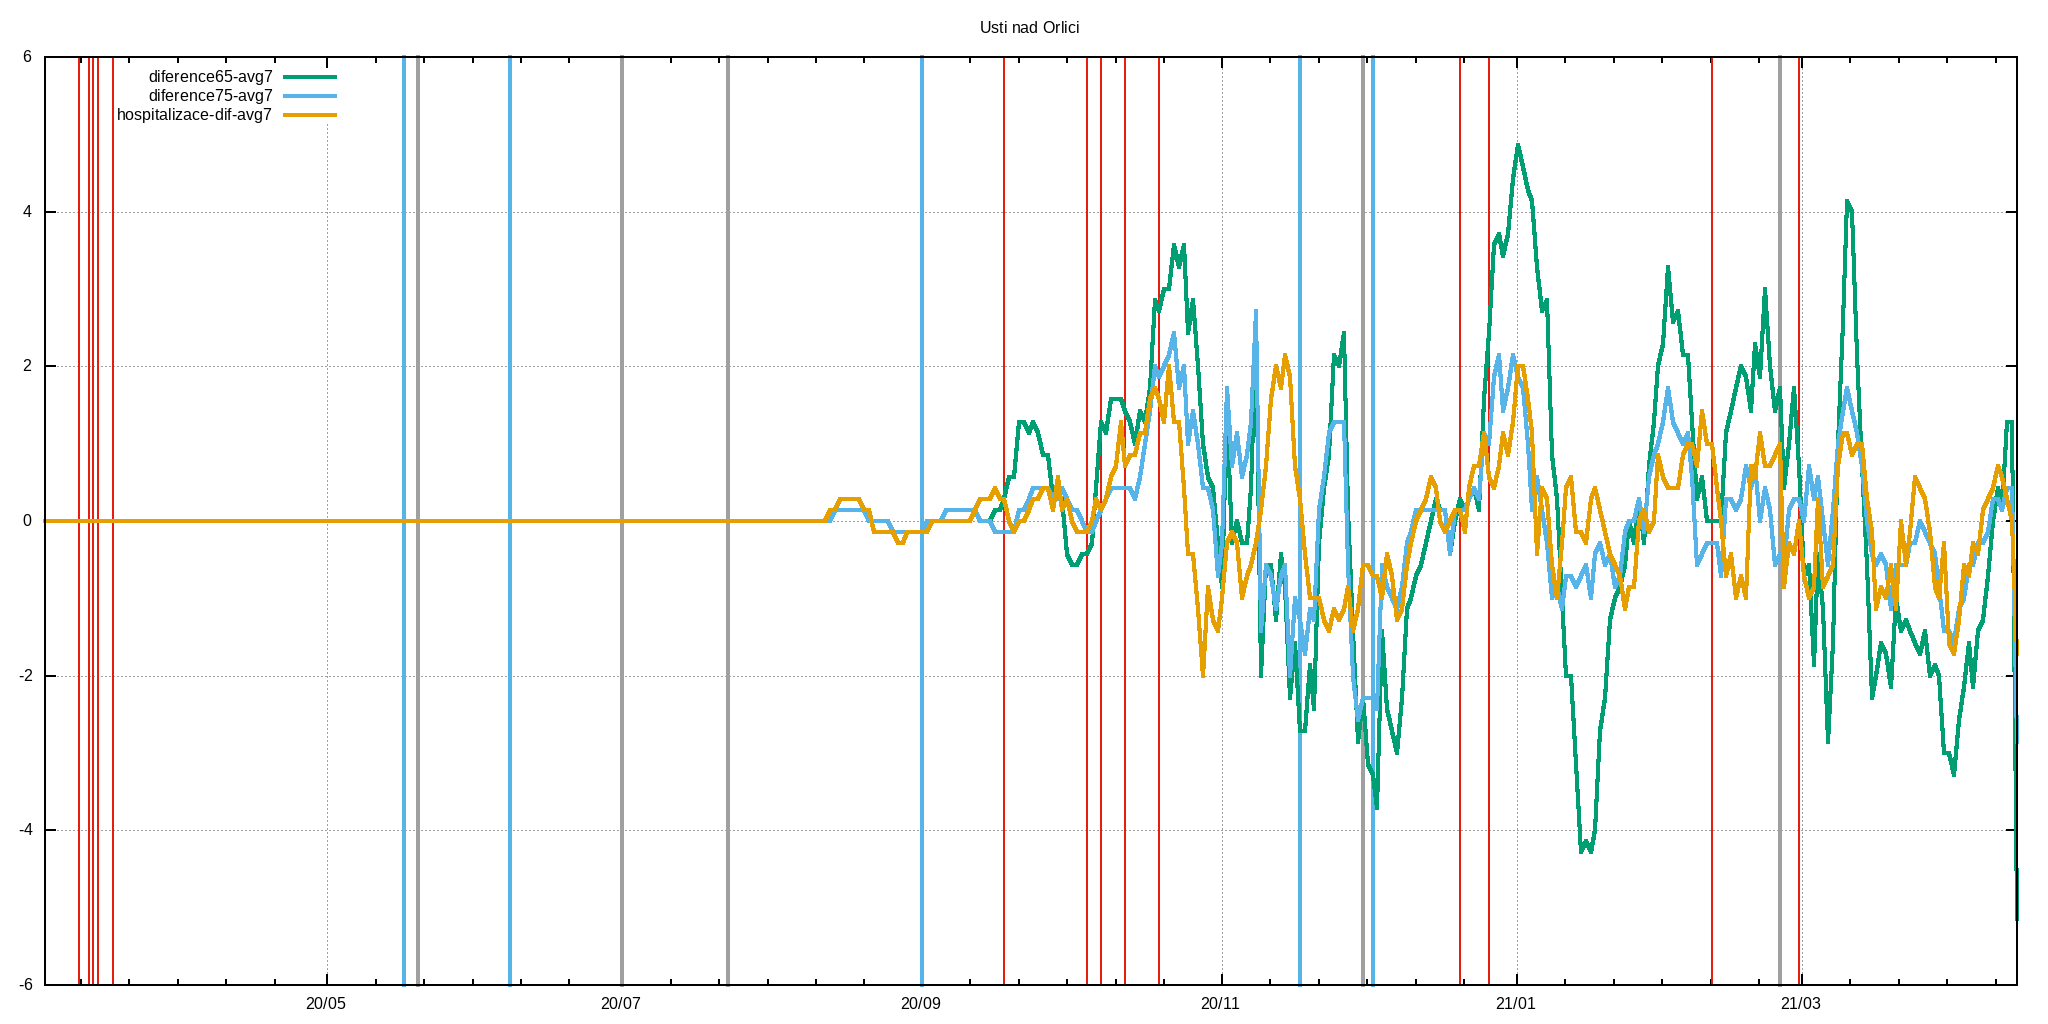 Usti nad Orlici
6
4
2
0
-2
-4
-6
diference65-avg7
diference75-avg7
hospitalizace-dif-avg7
20/05 20/07 20/09 20/11 21/01 21/03